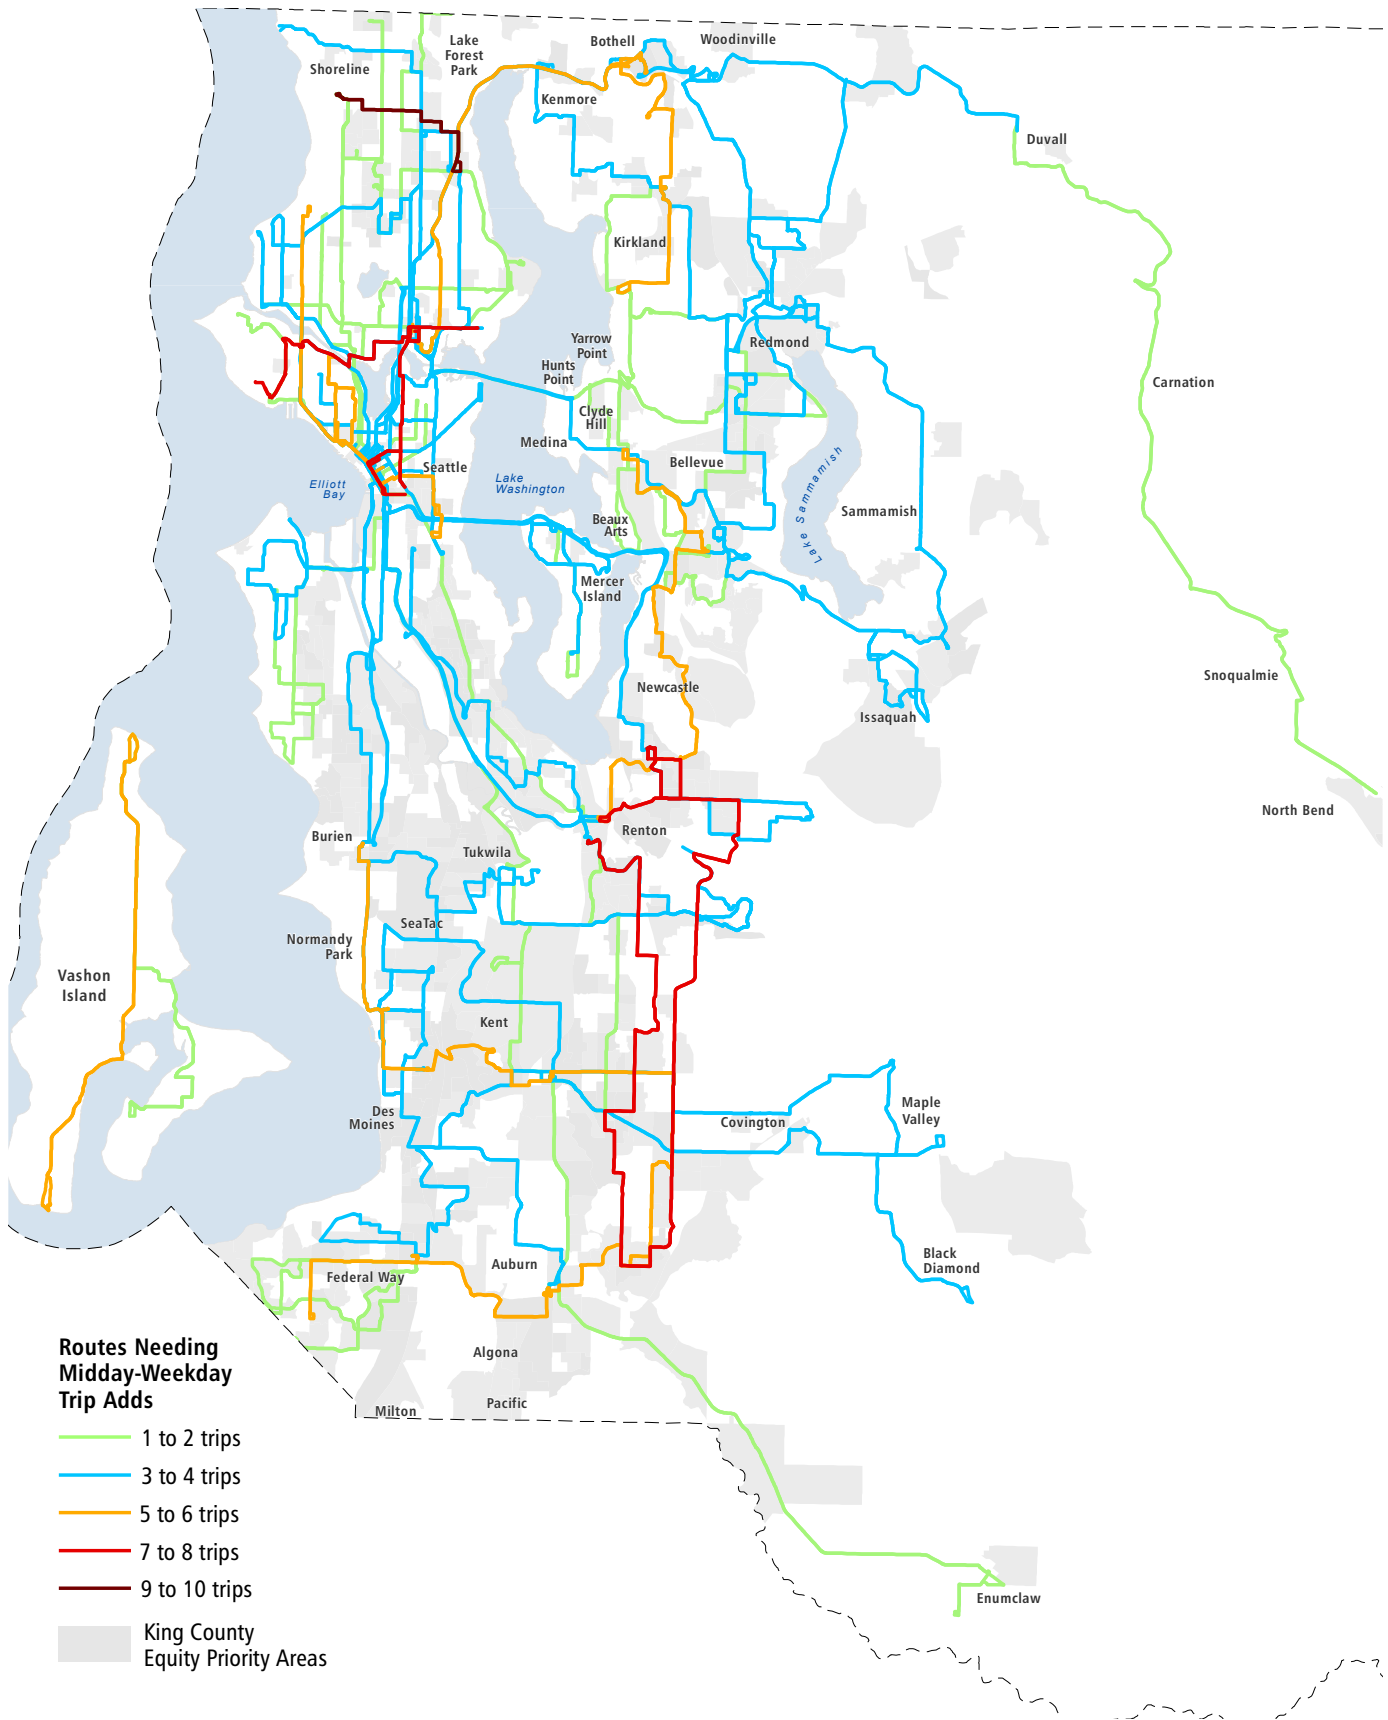 Lake
Forest
Park
Bothell
Woodinville
Shoreline
Kenmore
Duvall
Kirkland
Yarrow
Point
Redmond
Hunts
Point
Carnation
Clyde
Hill
Medina
Seattle
Bellevue
Elliott
Bay
Lake
Washington
Lake Sammamish
Sammamish
Beaux
Arts
Mercer
Island
Snoqualmie
Newcastle
Issaquah
North Bend
Burien
Renton
Tukwila
SeaTac
Normandy
Park
Vashon
Island
Kent
Des
Moines
Covington
Maple
Valley
Black
Diamond
Auburn
Federal Way
Algona
Pacific
Milton
Enumclaw
Routes Needing
Midday-Weekday
Trip Adds
1 to 2 trips
3 to 4 trips
5 to 6 trips
7 to 8 trips
9 to 10 trips
King County
Equity Priority Areas